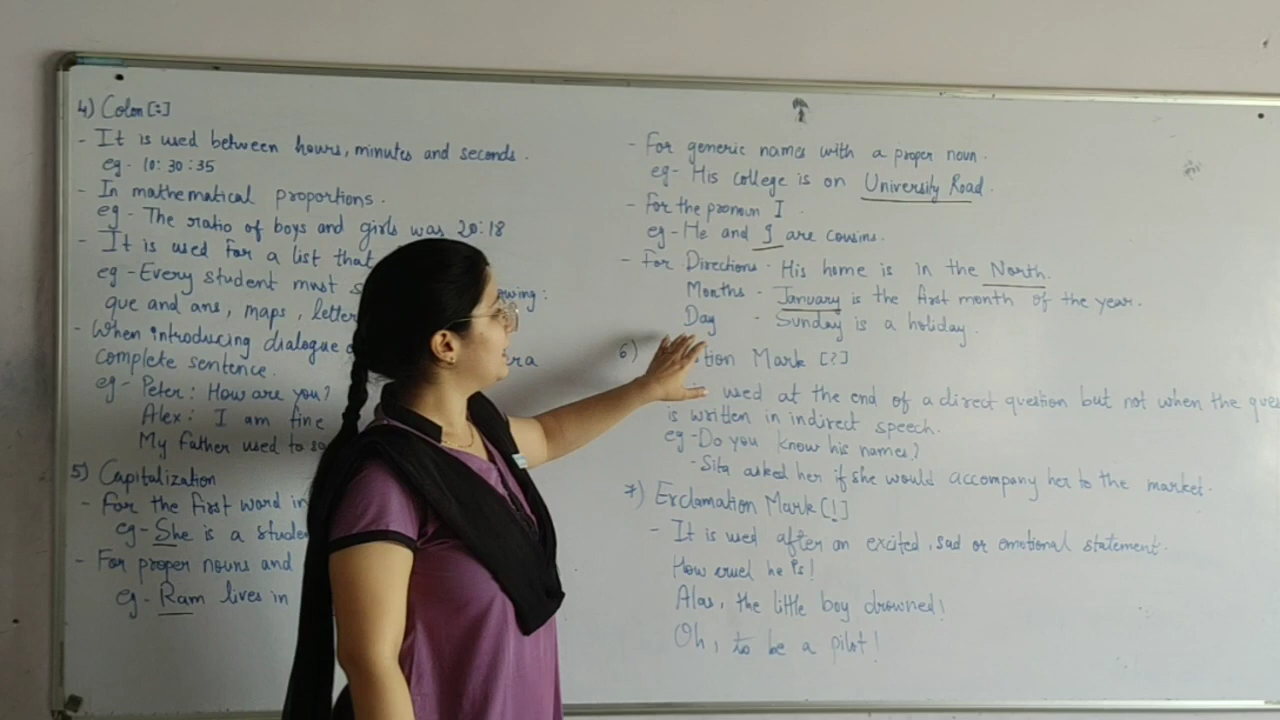 4) Colon [:]
- It is used between hours, minutes and seconds.
eg- 10:30:35
- In mathematical proportions.
eg- The ratio of boys and girls was 20:18
- It is used for a list that
eg- Every student must
que and ans, maps, letter
- When introducing dialogue
complete sentence.
eg- Peter: How are you?
Alex: I am fine
My father used to
5) Capitalization
- For the first word in
eg- She is a
- For proper nouns and
eg- Ram lives in
- For generic names with a proper noun.
eg- His college is on University Road.
- For the pronoun I.
eg- He and I are cousins.
- For Directions - His home is in the North.
Months - January is the first month of the year.
Day - Sunday is a holiday.
6) Mark [?]
used at the end of a direct question but not when the
is written in indirect speech.
eg- Do you know his names?
- Sita asked her if she would accompany her to the market.
7) Exclamation Mark [!]
- It is used after an excited, sad or emotional statement.
How cruel he is!
Alas, the little boy drowned!
Oh, to be a pilot!